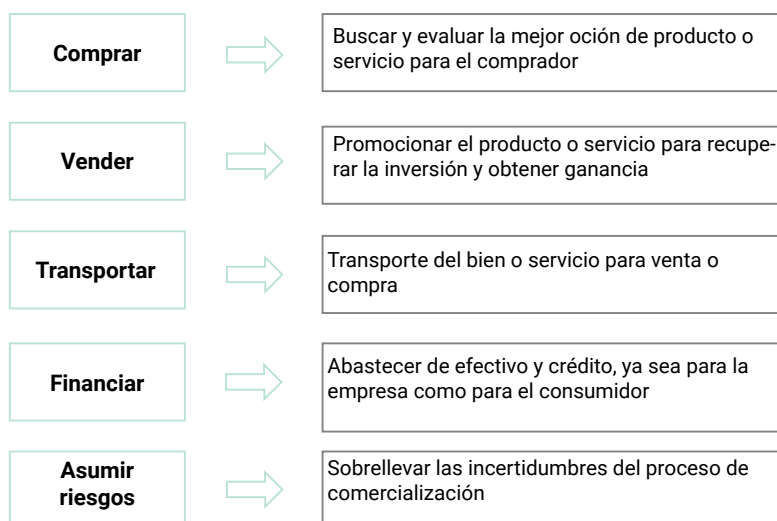 Comprar
Buscar y evaluar la mejor oción de producto o
servicio para el comprador
Vender
Promocionar el producto o servicio para recupe-
rar la inversión y obtener ganancia
Transportar
Transporte del bien o servicio para venta o
compra
Financiar
Abastecer de efectivo y crédito, ya sea para la
empresa como para el consumidor
Asumir
riesgos
Sobrellevar las incertidumbres del proceso de
comercialización